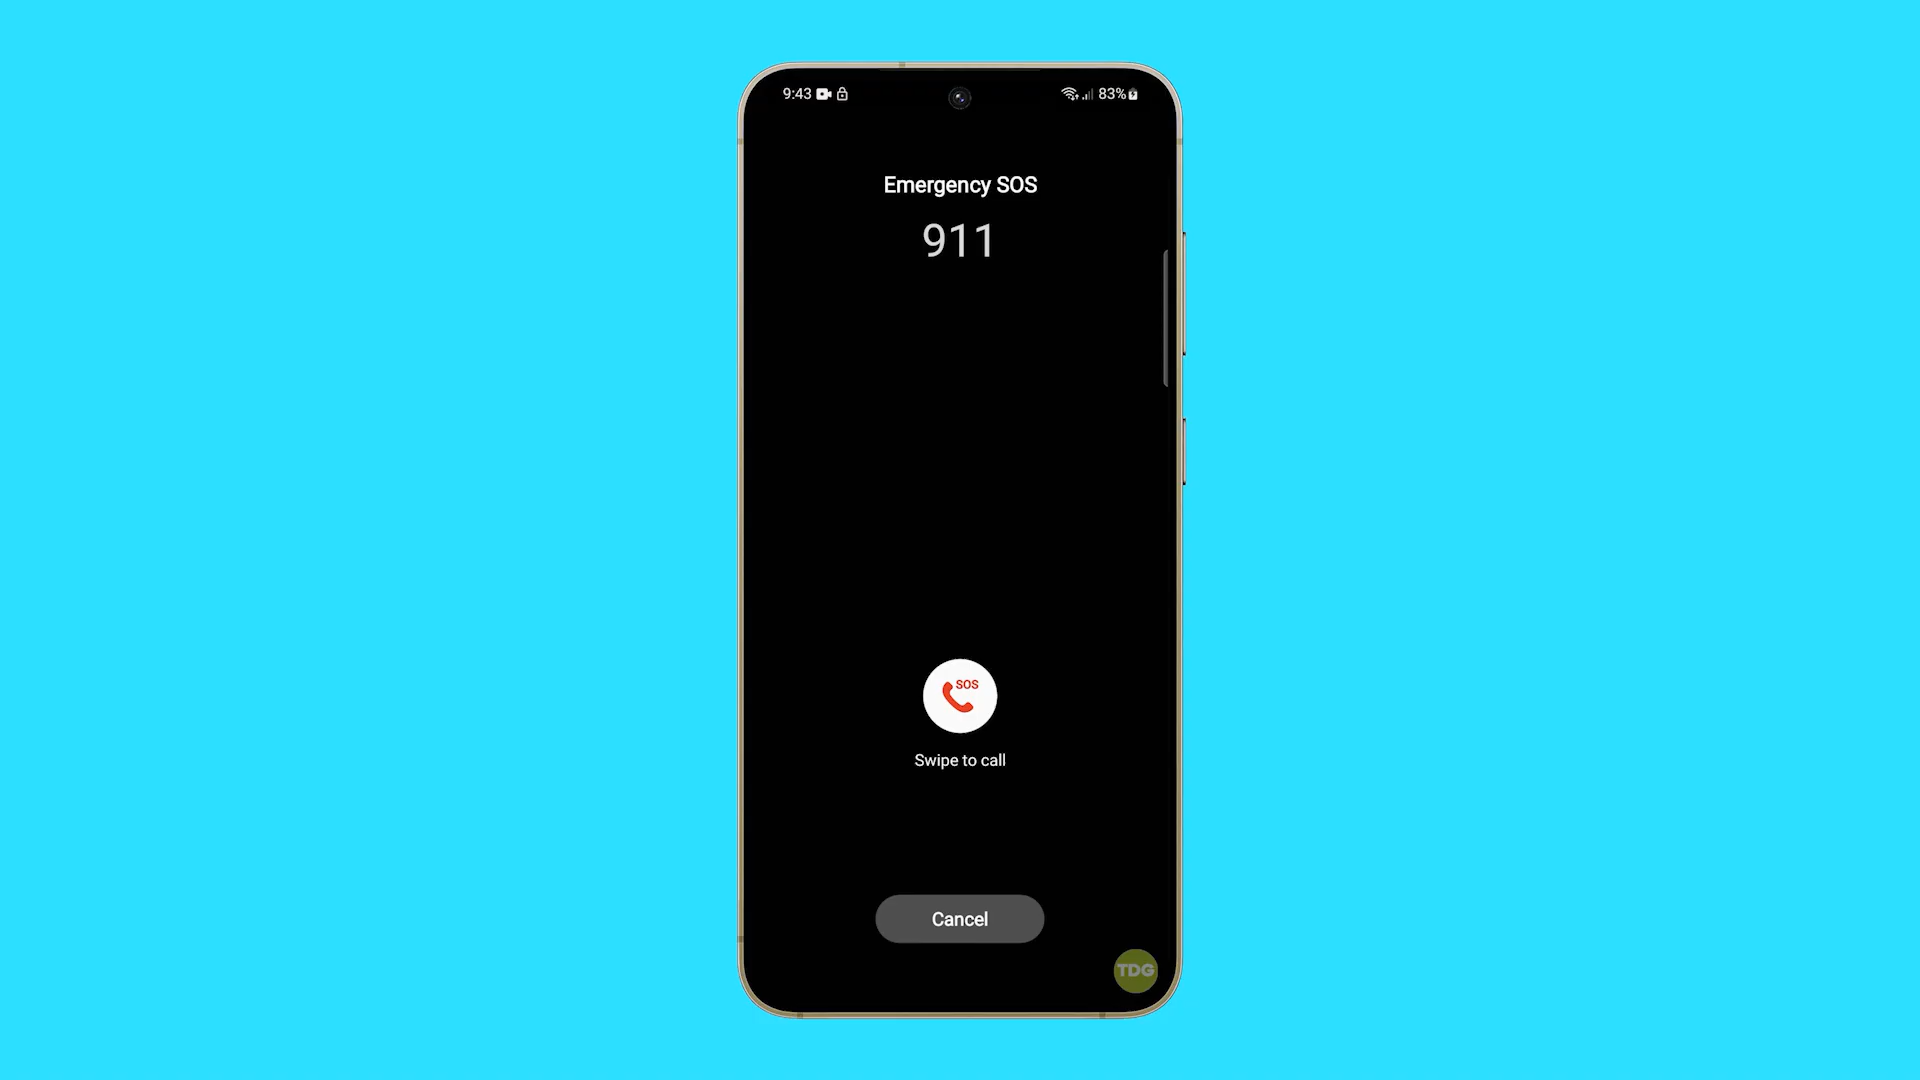 9:43 83%
Emergency SOS
911
SOS
Swipe to call
Cancel
TDG